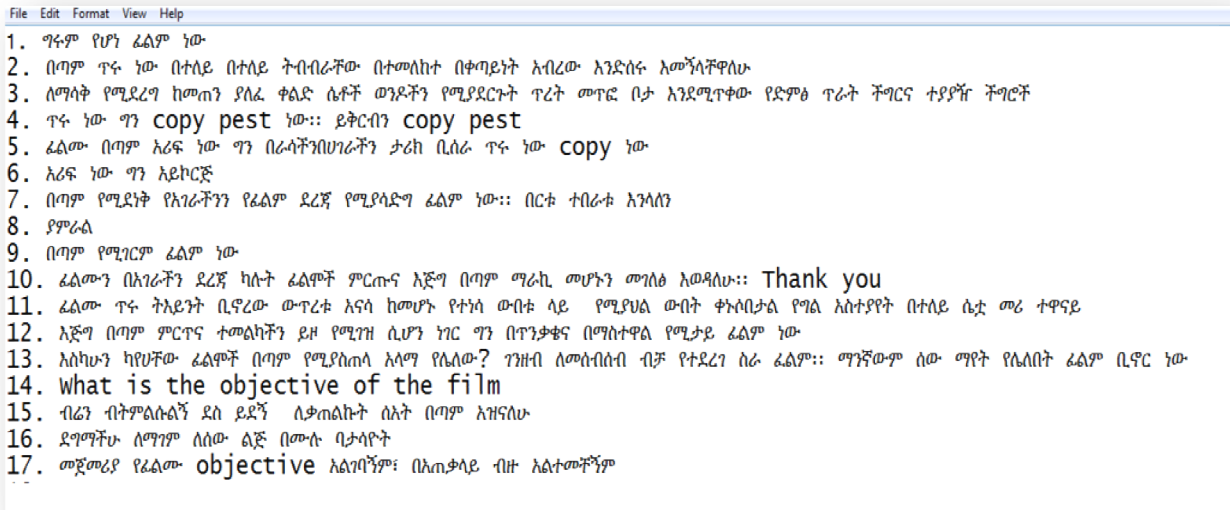 File Edit Format View Help
1. ግሩም የሆነ ፊልም ነው
2. በጣም ጥሩ ነው በተለይ በተለይ ትብብራቸው በተመለከተ በቀጣይነት አብረው እንድሰሩ እመኝላቸዋለሁ
3. ለማሳቅ የሚደረግ ከመጠን ያለፈ ቀልድ ሴቶች ወንዶችን የሚያደርጉት ጥረት መጥፎ ቦታ እንደሚጥቀው የድምፅ ጥራት ችግርና ተያያዥ ችግሮች
4. ጥሩ ነው ግን copy pest ነው፡፡ ይቅርብን copy pest
5. ፊልሙ በጣም አሪፍ ነው ግን በራሳችንበሀገራችን ታሪክ ቢሰራ ጥሩ ነው copy ነው
6. አሪፍ ነው ግን አይኮርጅ
7. በጣም የሚደነቅ የአገራችንን የፊልም ደረጃ የሚያሳድግ ፊልም ነው፡፡ በርቱ ተበራቱ እንላለን
8. ያምራል
9. በጣም የሚገርም ፊልም ነው
10. ፊልሙን በአገራችን ደረጃ ካሉት ፊልሞች ምርጡና እጅግ በጣም ማራኪ መሆኑን መገለፅ እወዳለሁ፡፡ Thank you
11. ፊልሙ ጥሩ ትእይንት ቢኖረው ውጥረቱ አናሳ ከመሆኑ የተነሳ ውበቱ ላይ የሚያህል ውበት ቀኑሶበታል የግል አስተያየት በተለይ ሴቷ መሪ ተዋናይ
12. እጅግ በጣም ምርጥና ተመልካችን ይዞ የሚገዝ ሲሆን ነገር ግን በጥንቃቄና በማስተዋል የሚታይ ፊልም ነው
13. እስካሁን ካየሀቸው ፊልሞች በጣም የሚያስጠላ አላማ የሌለው? ገንዘብ ለመሰብሰብ ብቻ የተደረገ ስራ ፊልም፡፡ ማንኛውም ሰው ማየት የሌለበት ፊልም ቢኖር ነው
14. What is the objective of the film
15. ብሬን ብትምልሱልኝ ደስ ይደኝ ለቃጠልኩት ሰአት በጣም አዝናለሁ
16. ደግማችሁ ለማገም ለሰው ልጅ በሙሉ ባታሳዮት
17. መጀመሪያ የፊልሙ objective አልገባኝም፣ በአጠቃላይ ብዙ አልተመቸኝም